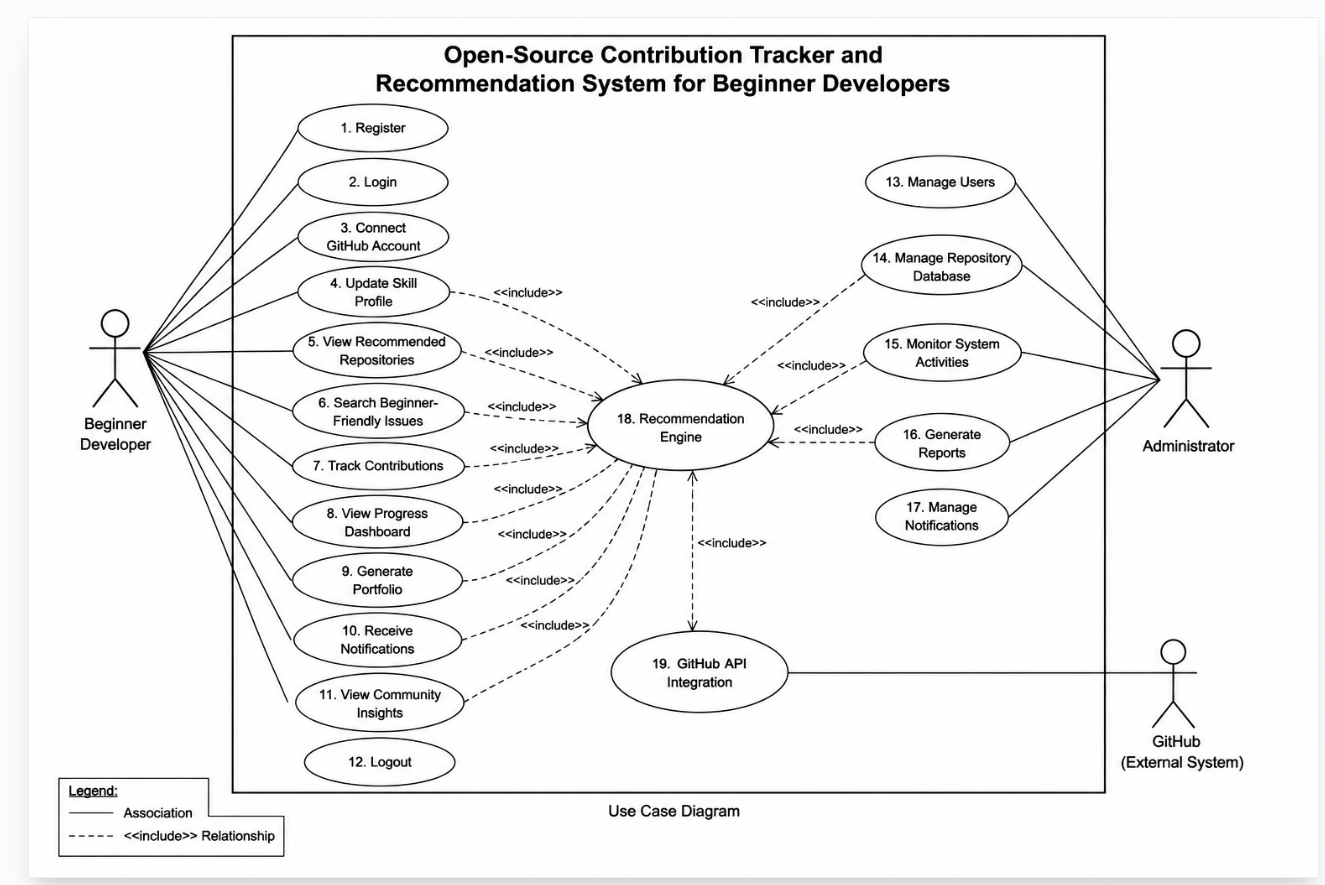 Open-Source Contribution Tracker and
Recommendation System for Beginner Developers
1. Register
2. Login
3. Connect
GitHub Account
4. Update Skill
Profile
5. View Recommended
Repositories
6. Search Beginner-
Friendly Issues
7. Track Contributions
8. View Progress
Dashboard
9. Generate
Portfolio
10. Receive
Notifications
11. View Community
Insights
12. Logout
Beginner
Developer
<<include>>
<<include>>
<<include>>
<<include>>
<<include>>
<<include>>
<<include>>
<<include>>
18. Recommendation
Engine
<<include>>
19. GitHub API
Integration
<<include>>
<<include>>
<<include>>
13. Manage Users
14. Manage Repository
Database
15. Monitor System
Activities
16. Generate
Reports
17. Manage
Notifications
Administrator
GitHub
(External System)
Legend:
Association
<<include>> Relationship
Use Case Diagram